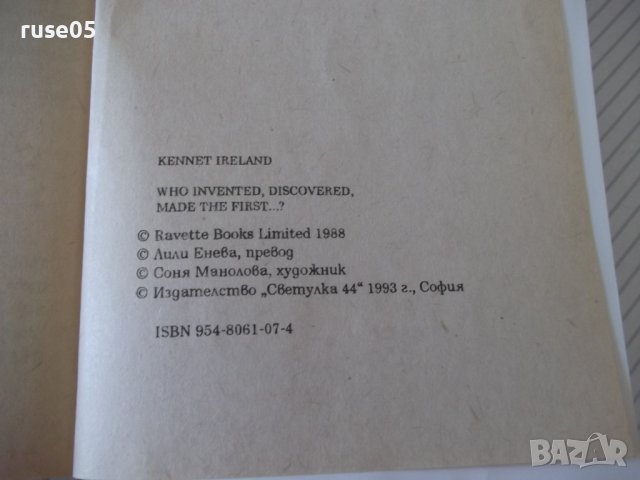 ruse05
KENNET IRELAND
WHO INVENTED, DISCOVERED,
MADE THE FIRST...?
© Ravette Books Limited 1988
© Лили Енева, превод
© Соня Манолова, художник
© Издателство „Светулка 44“ 1993 г., София
ISBN 954-8061-07-4
BAZAR